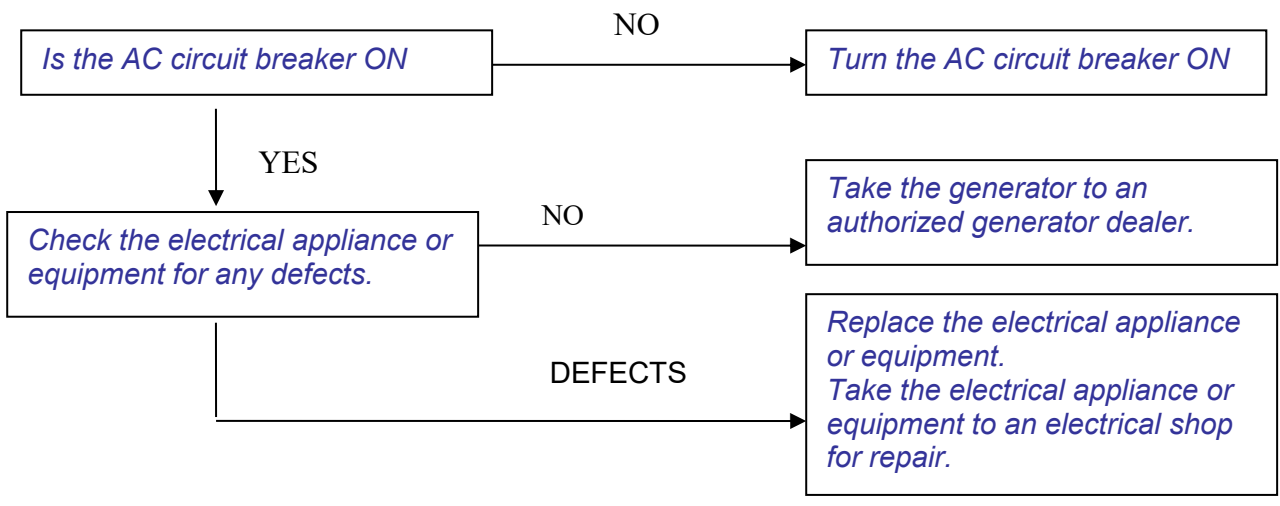 NO
Is the AC circuit breaker ON
Turn the AC circuit breaker ON
YES
Check the electrical appliance or
equipment for any defects.
NO
Take the generator to an
authorized generator dealer.
DEFECTS
Replace the electrical appliance
or equipment.
Take the electrical appliance or
equipment to an electrical shop
for repair.